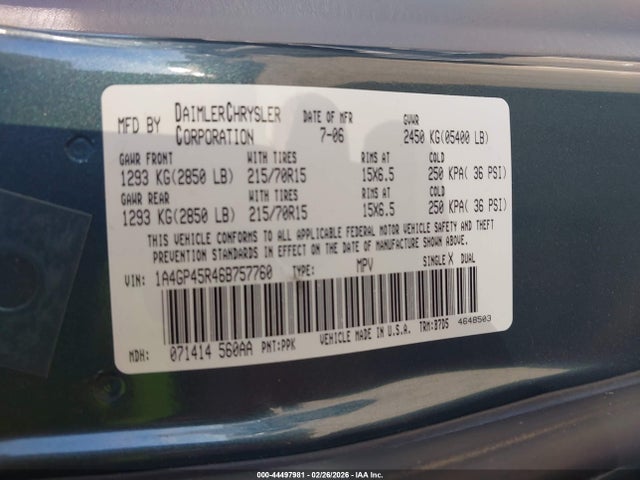 MFD BY DAIMLERCHRYSLER CORPORATION DATE OF MFR 7-06 GVWR 2450 KG(05400 LB)
GAWR FRONT WITH TIRES RIMS AT COLD
1293 KG(2850 LB) 215/70R15 15X6.5 250 KPA( 36 PSI)
GAWR REAR WITH TIRES RIMS AT COLD
1293 KG(2850 LB) 215/70R15 15X6.5 250 KPA( 36 PSI)
THIS VEHICLE CONFORMS TO ALL APPLICABLE FEDERAL MOTOR VEHICLE SAFETY AND THEFT
PREVENTION STANDARDS IN EFFECT ON THE DATE OF MANUFACTURE SHOWN ABOVE.
VIN: 1A4GP45R46B757760 TYPE: MPV SINGLE X DUAL
MDH: 071414 560AA PNT:PPK VEHICLE MADE IN U.S.A. TRM:B7D5 4648503
000-44497981 - 02/26/2026 - IAA Inc.